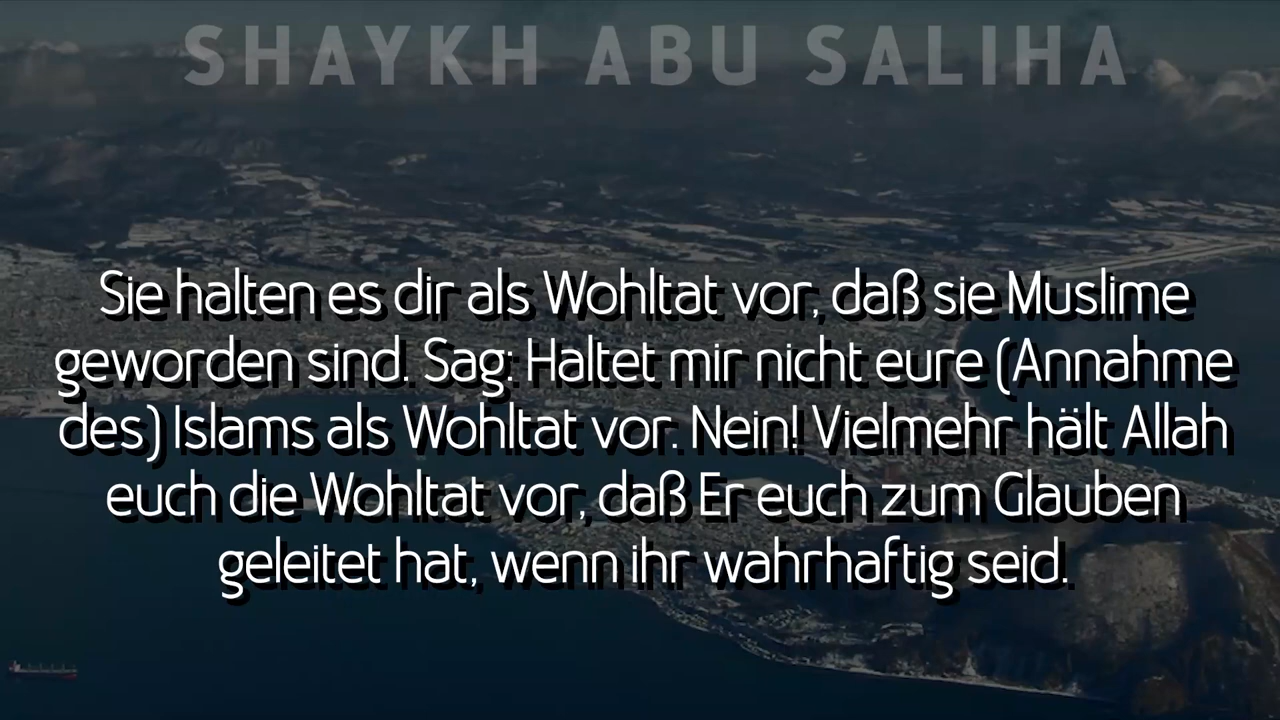 SHAYKH ABU SALIHA
Sie halten es dir als Wohltat vor, daß sie Muslime
geworden sind. Sag: Haltet mir nicht eure (Annahme
des) Islams als Wohltat vor. Nein! Vielmehr hält Allah
euch die Wohltat vor, daß Er euch zum Glauben
geleitet hat, wenn ihr wahrhaftig seid.